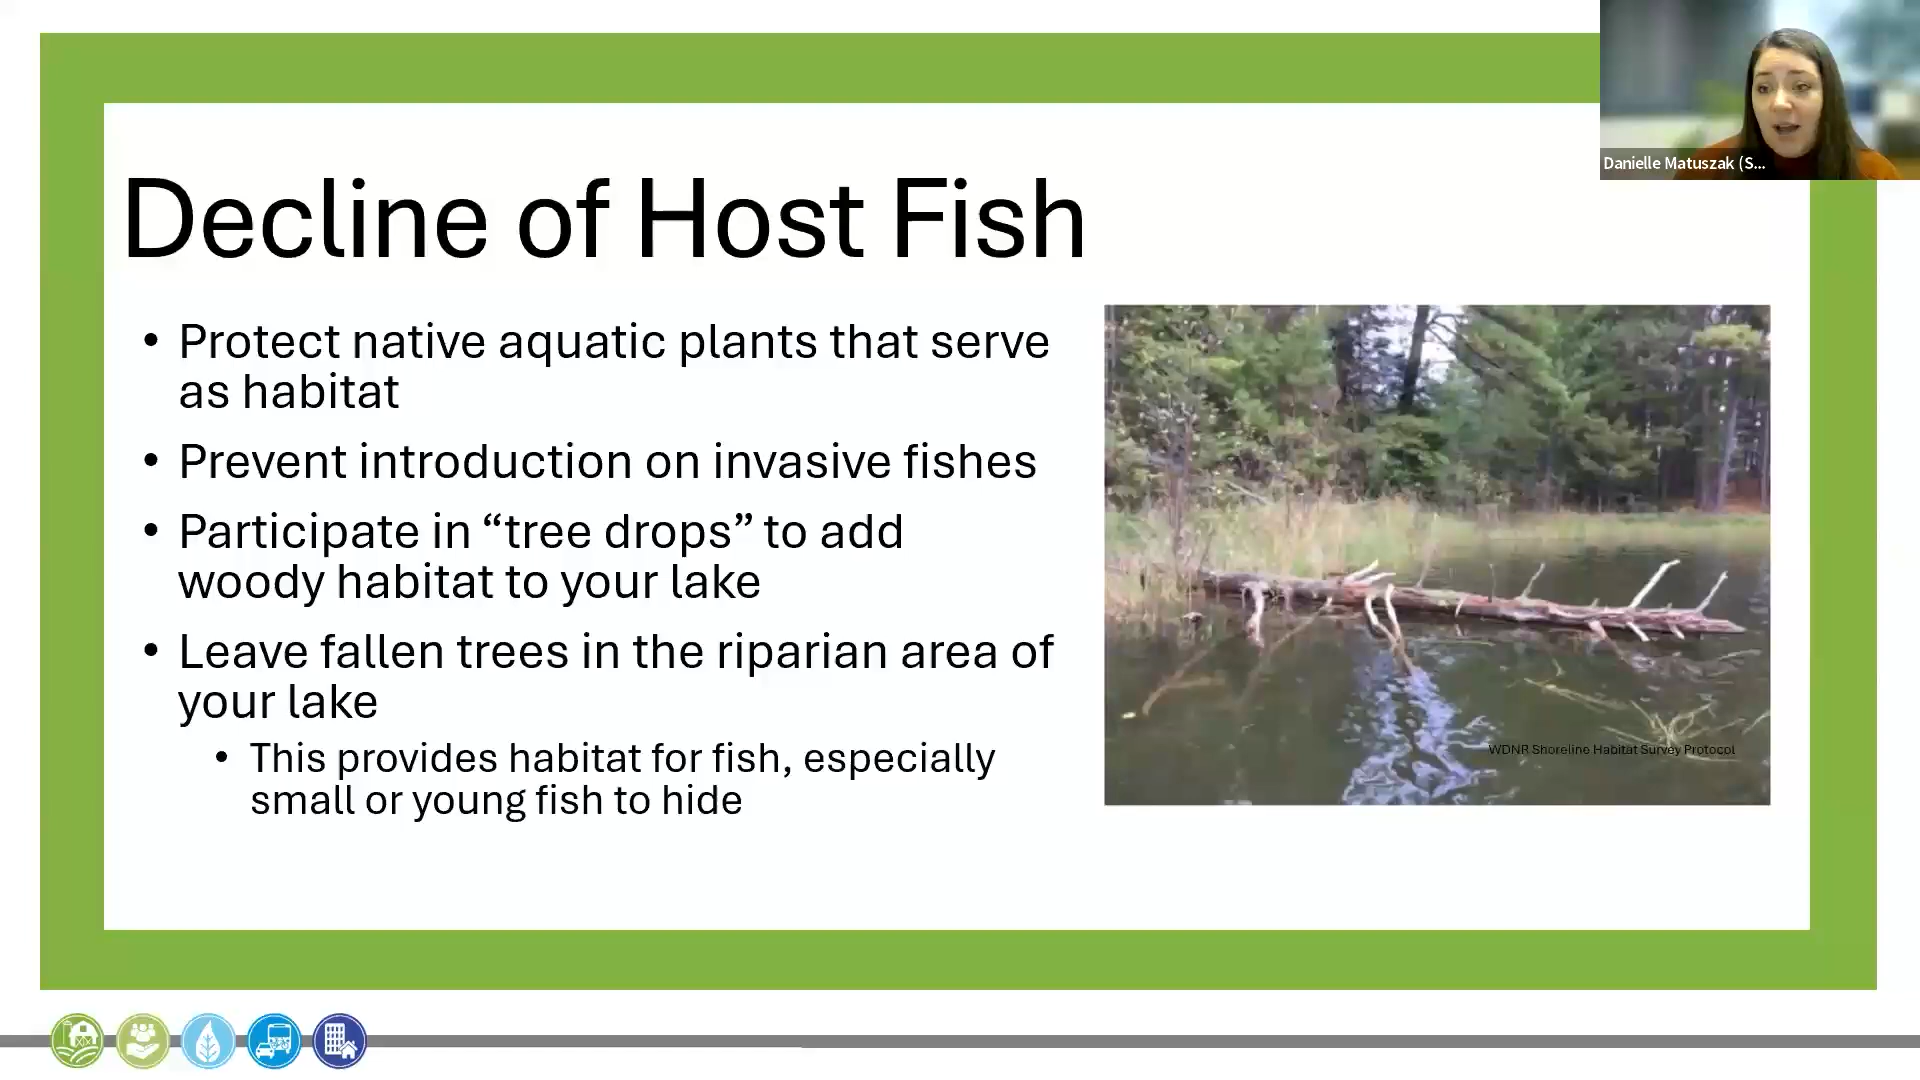 Danielle Matuszak (S...
Decline of Host Fish
• Protect native aquatic plants that serve
as habitat
• Prevent introduction on invasive fishes
• Participate in “tree drops” to add
woody habitat to your lake
• Leave fallen trees in the riparian area of
your lake
• This provides habitat for fish, especially
small or young fish to hide
WDNR Shoreline Habitat Survey Protocol